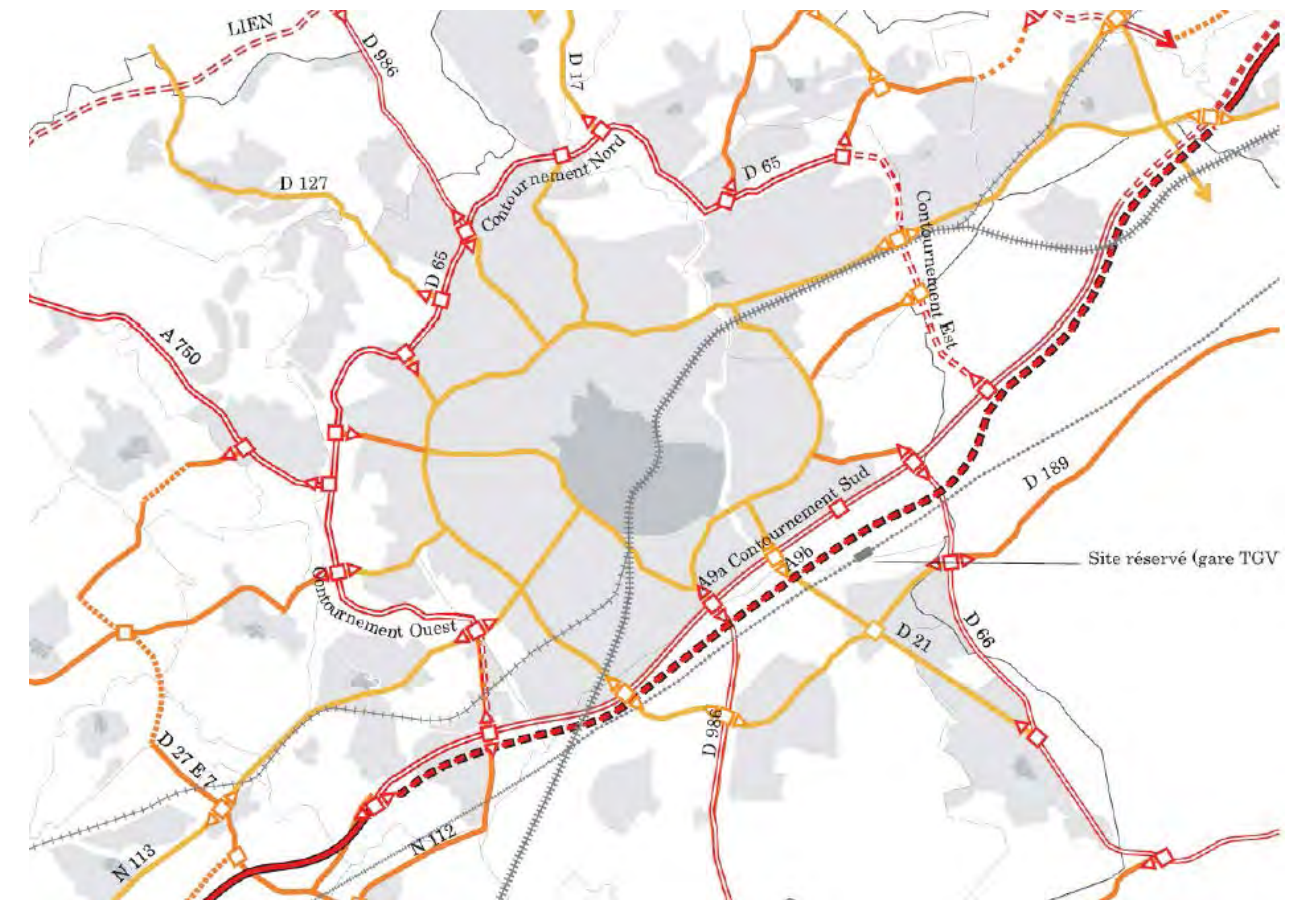 LIEN
D 986
D 17
Contournement Nord
D 65
D 127
Contournement Est
D 65
A 750
D 189
A9a Contournement Sud
A9b
Site réservé (gare TGV
Contournement Ouest
D 21
D 66
D 986
D 27 E 7
N 112
N 113